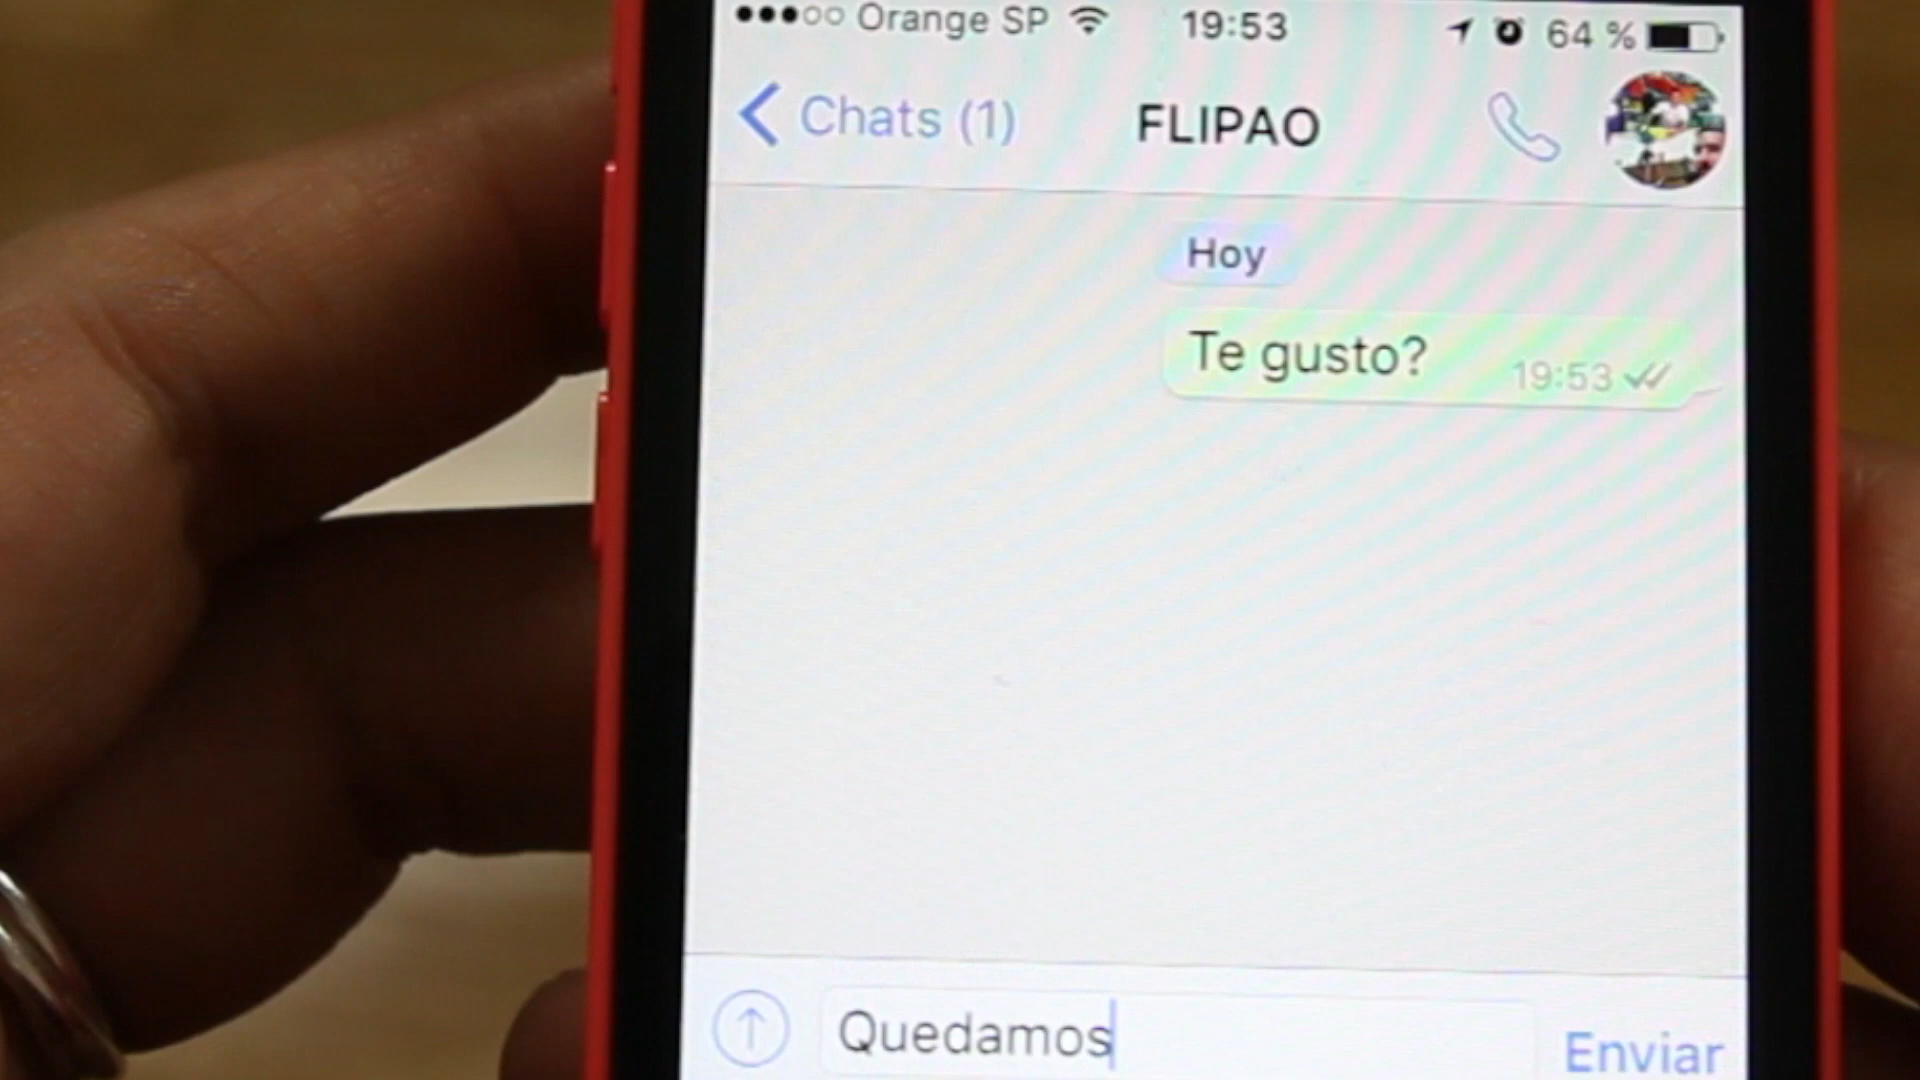 Orange SP 19:53 64 %
Chats (1) FLIPAO
Hoy
Te gusto? 19:53
Quedamos Enviar